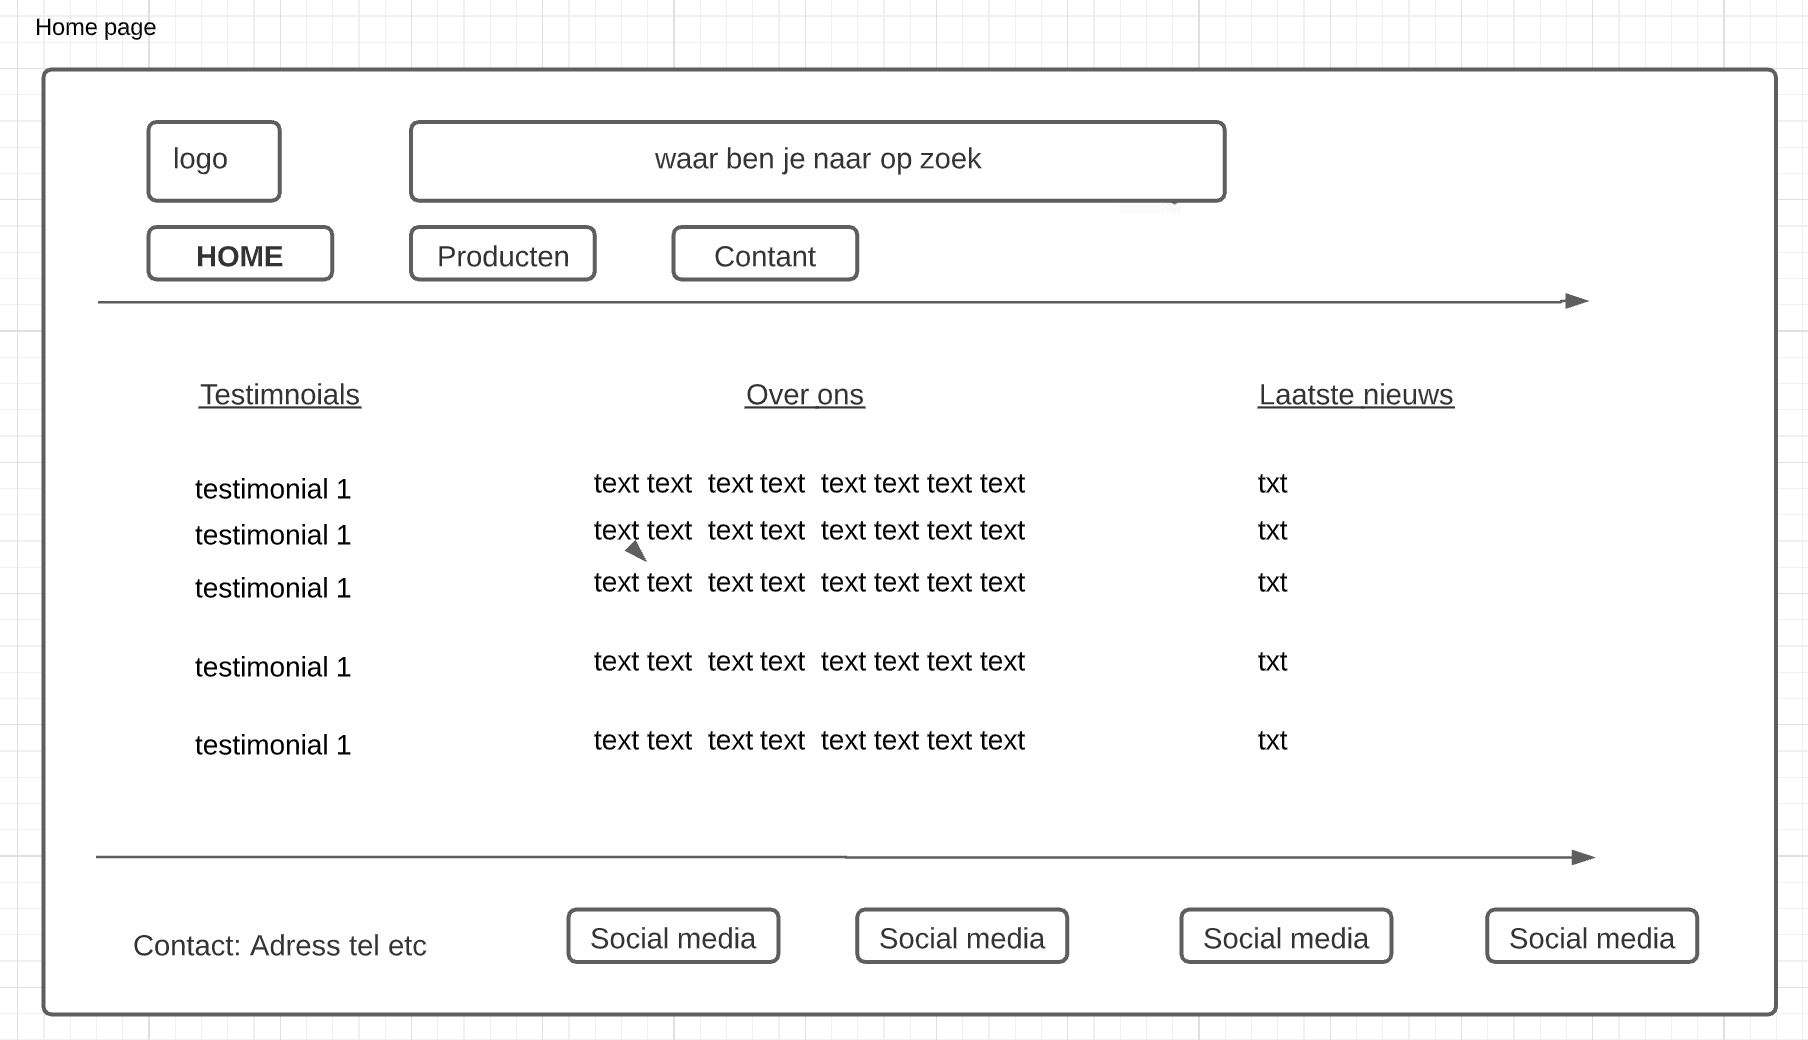 Home page
logo
waar ben je naar op zoek
HOME
Producten
Contant
Testimnoials
Over ons
Laatste nieuws
testimonial 1
text text  text text  text text text text
txt
testimonial 1
text text  text text  text text text text
txt
testimonial 1
text text  text text  text text text text
txt
testimonial 1
text text  text text  text text text text
txt
testimonial 1
text text  text text  text text text text
txt
Contact: Adress tel etc
Social media
Social media
Social media
Social media